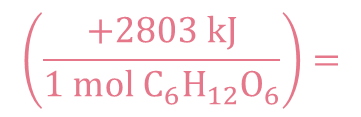 (+2803 kJ / 1 mol C₆H₁₂O₆) =